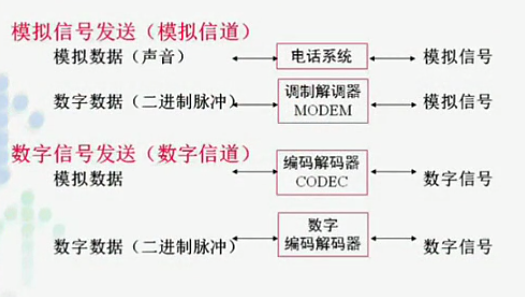 模拟信号发送（模拟信道）
模拟数据（声音） 电话系统 模拟信号
数字数据（二进制脉冲） 调制解调器 MODEM 模拟信号
数字信号发送（数字信道）
模拟数据 编码解码器 CODEC 数字信号
数字数据（二进制脉冲） 数字 编码解码器 数字信号